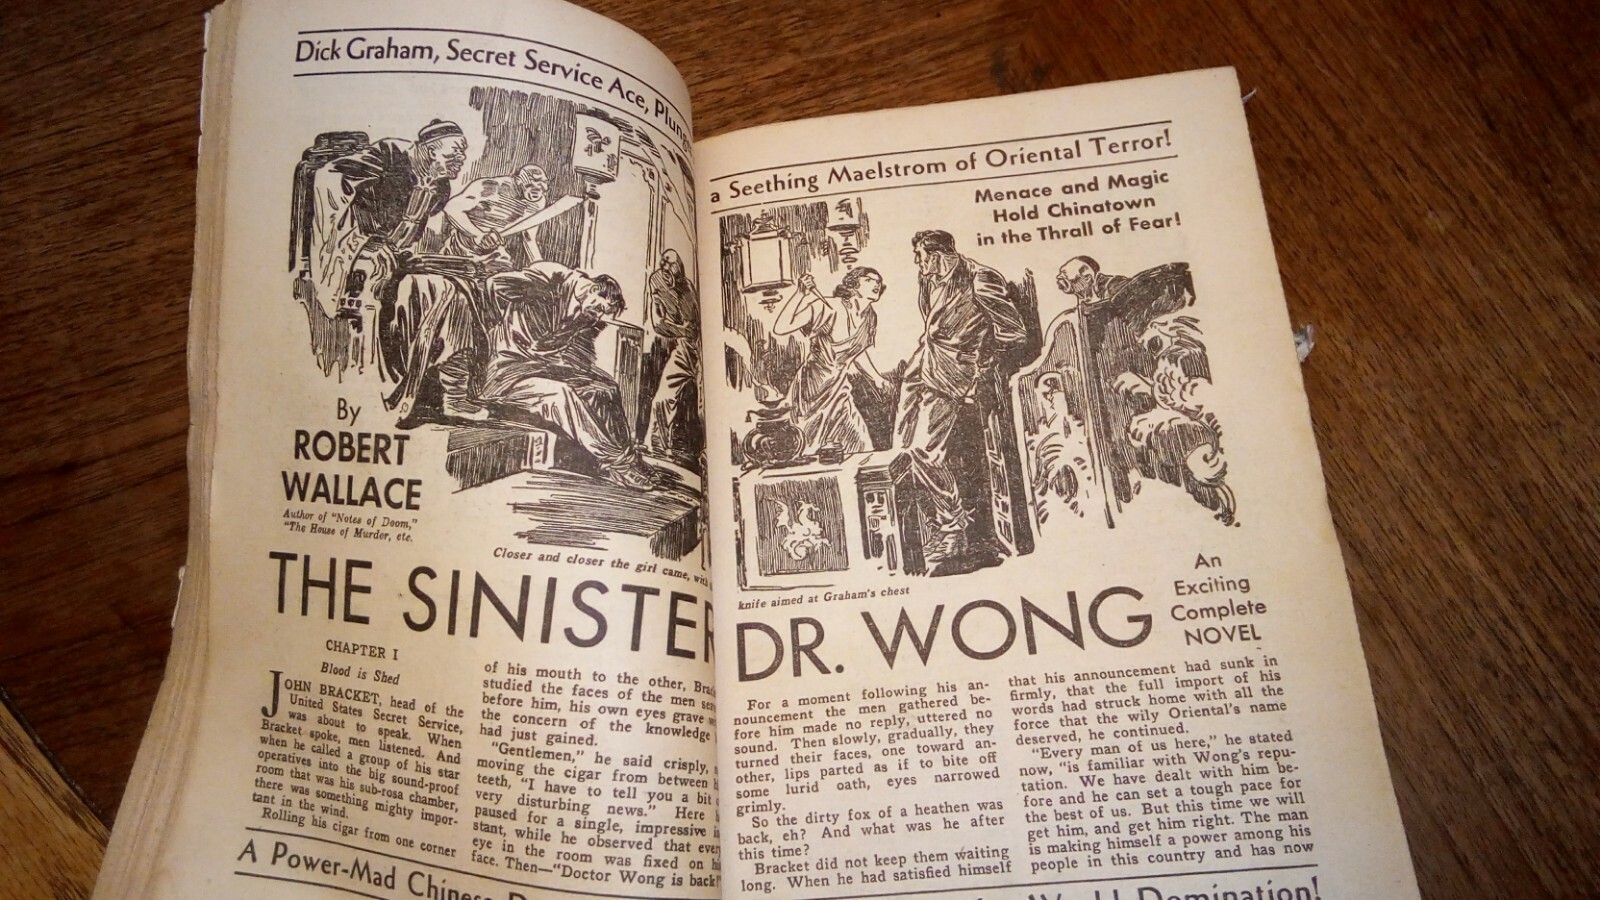 Dick Graham, Secret Service Ace,
a Seething Maelstrom of Oriental Terror!
Menace and Magic
Hold Chinatown
in the Thrall of Fear!
By
ROBERT
WALLACE
Author of "Notes of Doom,"
"The House of Murder, etc.
Closer and closer the girl came, with
knife aimed at Graham's chest
THE SINISTER
DR. WONG
An
Exciting
Complete
NOVEL
CHAPTER I
Blood is Shed
JOHN BRACKET, head of the
United States Secret Service,
was about to speak. When
Bracket spoke, men listened. And
when he called a group of his star
operatives into the big sound-proof
room that was his sub-rosa chamber,
there was something mighty impor-
tant in the wind.
Rolling his cigar from one corner
of his mouth to the other,
studied the faces of the men
before him, his own eyes grave
the concern of the knowledge
had just gained.
"Gentlemen," he said crisply,
moving the cigar from between
teeth, "I have to tell you a bit
very disturbing news." Here
paused for a single, impressive
stant, while he observed that
eye in the room was fixed on
face. Then—"Doctor Wong is back!
For a moment following his an-
nouncement the men gathered be-
fore him made no reply, uttered no
sound. Then slowly, gradually, they
turned their faces, one toward an-
other, lips parted as if to bite off
some lurid oath, eyes narrowed
grimly.
So the dirty fox of a heathen was
back, eh? And what was he after
this time?
Bracket did not keep them waiting
long. When he had satisfied himself
that his announcement had sunk in
firmly, that the full import of his
words had struck home with all the
force that the wily Oriental's name
deserved, he continued.
"Every man of us here," he stated
now, "is familiar with Wong's repu-
tation. We have dealt with him be-
fore and he can set a tough pace for
the best of us. But this time we will
get him, and get him right. The man
is making himself a power among his
people in this country and has now
A Power-Mad Chinese
World Domination!